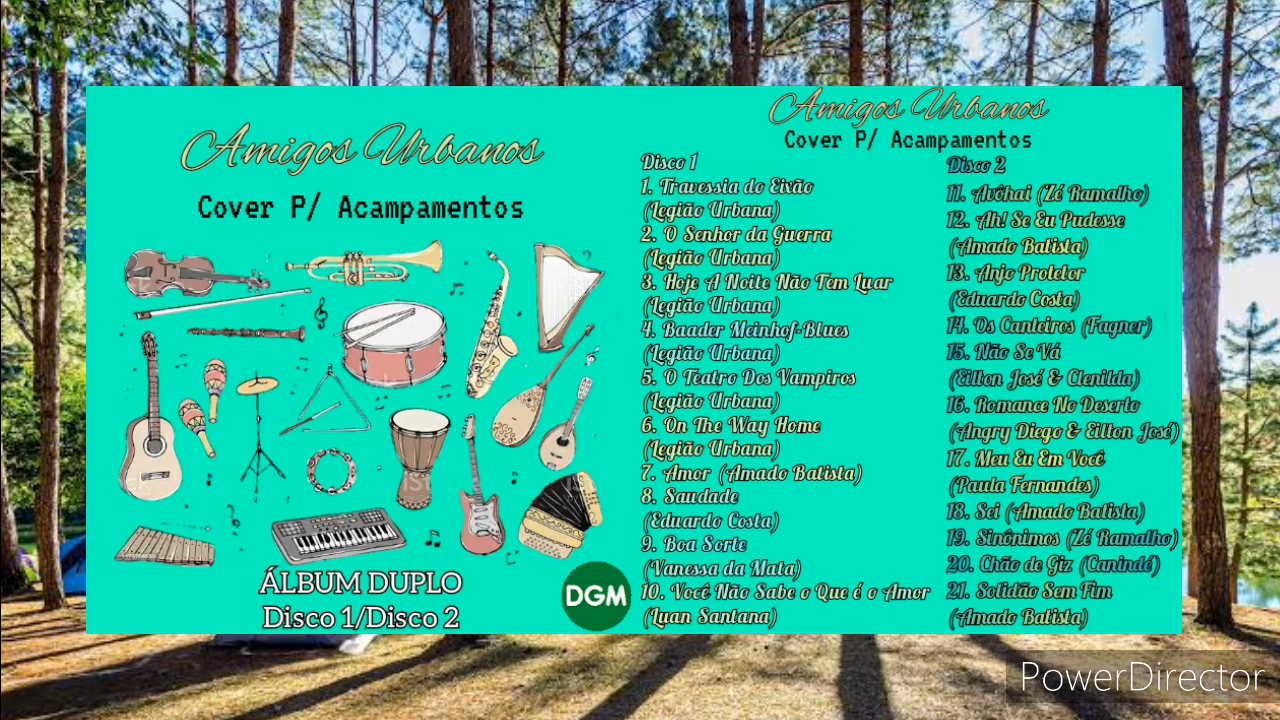 Amigos Urbanos
Cover P/ Acampamentos
ÁLBUM DUPLO
Disco 1/Disco 2
DGM
Amigos Urbanos
Cover P/ Acampamentos
Disco 1
1. Travessia do Eixão
(Legião Urbana)
2. O Senhor da Guerra
(Legião Urbana)
3. Hoje A Noite Não Tem Luar
(Legião Urbana)
4. Baader Meinhof-Blues
(Legião Urbana)
5. O Teatro Dos Vampiros
(Legião Urbana)
6. On The Way Home
(Legião Urbana)
7. Amor (Amado Batista)
8. Saudade
(Eduardo Costa)
9. Boa Sorte
(Vanessa da Mata)
10. Você Não Sabe o Que é o Amor
(Luan Santana)
Disco 2
11. Avôhai (Zé Ramalho)
12. Ah! Se Eu Pudesse
(Amado Batista)
13. Anjo Protetor
(Eduardo Costa)
14. Os Canteiros (Fagner)
15. Não Se Vá
(Eilton José & Clenilda)
16. Romance No Deserto
(Angry Diego & Eilton José)
17. Meu Eu Em Você
(Paula Fernandes)
18. Sei (Amado Batista)
19. Sinônimos (Zé Ramalho)
20. Chão de Giz (Canindé)
21. Solidão Sem Fim
(Amado Batista)
PowerDirector